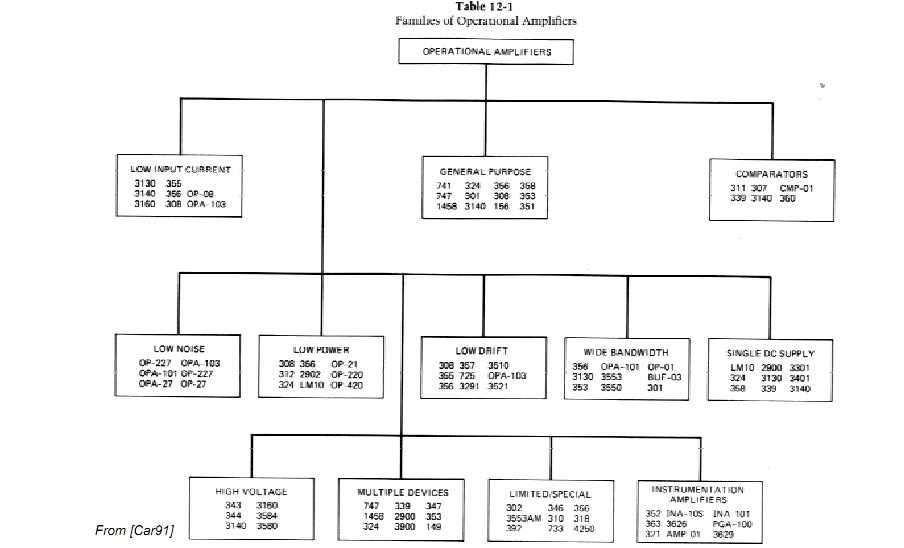 Table 12-1
Families of Operational Amplifiers
OPERATIONAL AMPLIFIERS
LOW INPUT CURRENT
3130 355
3140 356 OP-08
3160 308 OPA-103
GENERAL PURPOSE
741 324 356 358
747 301 308 353
1458 3140 156 351
COMPARATORS
311 307 CMP-01
339 3140 360
LOW NOISE
OP-227 OPA-103
OPA-101 OP-227
OPA-27 OP-27
LOW POWER
308 356 OP-21
312 2902 OP-220
324 LM10 OP-420
LOW DRIFT
308 357 3510
355 725 OPA-103
356 3291 3521
WIDE BANDWIDTH
356 OPA-101 OP-01
3130 3553 BUF-03
353 3550 301
SINGLE DC SUPPLY
LM10 2900 3301
324 3130 3401
358 339 3140
HIGH VOLTAGE
343 3160
344 3584
3140 3580
MULTIPLE DEVICES
747 339 347
1458 2900 353
324 3900 149
LIMITED/SPECIAL
302 346 356
3553AM 310 318
392 733 4250
INSTRUMENTATION
AMPLIFIERS
352 INA-10S INA 101
363 3626 PGA-100
321 AMP 01 3629
From [Car91]